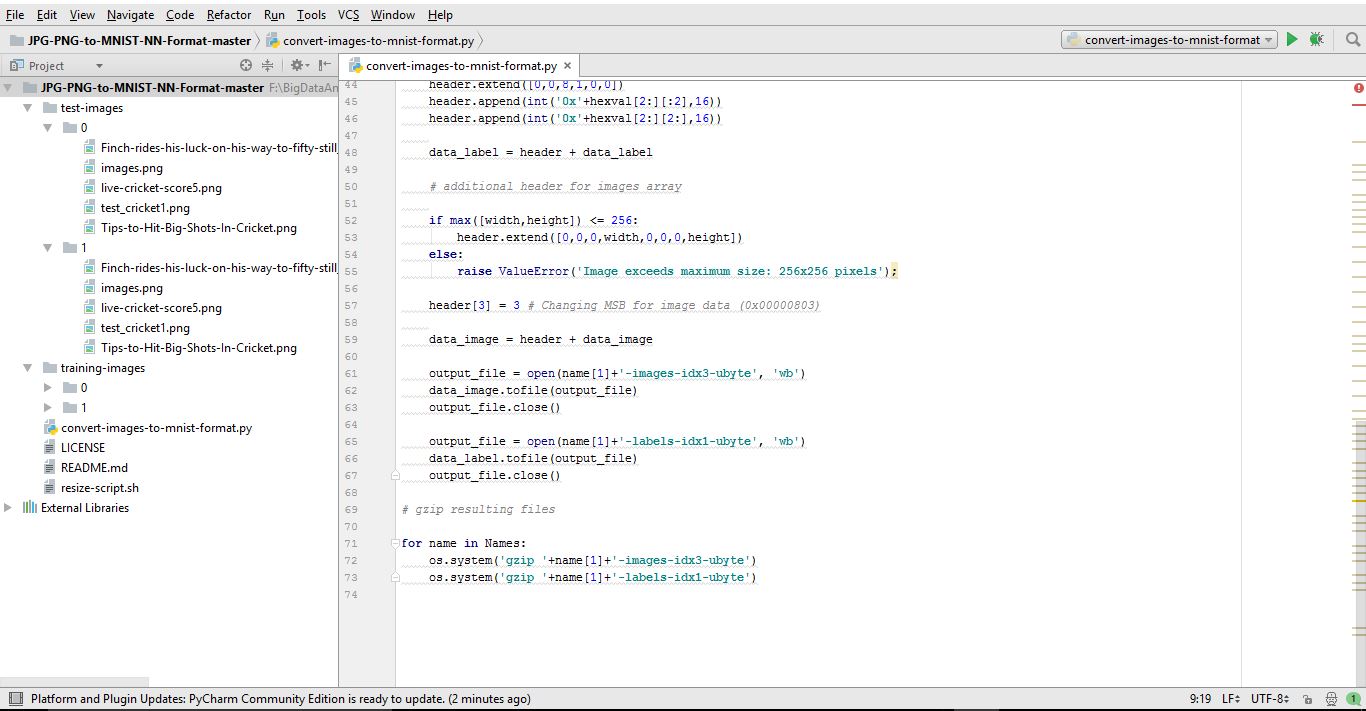 File Edit View Navigate Code Refactor Run Tools VCS Window Help
JPG-PNG-to-MNIST-NN-Format-master convert-images-to-mnist-format.py convert-images-to-mnist-format
Project
convert-images-to-mnist-format.py ×
JPG-PNG-to-MNIST-NN-Format-master F:\BigDataAn
test-images
0
Finch-rides-his-luck-on-his-way-to-fifty-still
images.png
live-cricket-score5.png
test_cricket1.png
Tips-to-Hit-Big-Shots-In-Cricket.png
1
Finch-rides-his-luck-on-his-way-to-fifty-still
images.png
live-cricket-score5.png
test_cricket1.png
Tips-to-Hit-Big-Shots-In-Cricket.png
training-images
0
1
convert-images-to-mnist-format.py
LICENSE
README.md
resize-script.sh
External Libraries
44 header.extend([0,0,8,1,0,0])
45 header.append(int('0x'+hexval[2:][:2],16))
46 header.append(int('0x'+hexval[2:][2:],16))
47
48 data_label = header + data_label
49
50 # additional header for images array
51
52 if max([width,height]) <= 256:
53 header.extend([0,0,0,width,0,0,0,height])
54 else:
55 raise ValueError('Image exceeds maximum size: 256x256 pixels');
56
57 header[3] = 3 # Changing MSB for image data (0x00000803)
58
59 data_image = header + data_image
60
61 output_file = open(name[1]+'-images-idx3-ubyte', 'wb')
62 data_image.tofile(output_file)
63 output_file.close()
64
65 output_file = open(name[1]+'-labels-idx1-ubyte', 'wb')
66 data_label.tofile(output_file)
67 output_file.close()
68
69 # gzip resulting files
70
71 for name in Names:
72 os.system('gzip '+name[1]+'-images-idx3-ubyte')
73 os.system('gzip '+name[1]+'-labels-idx1-ubyte')
74
Platform and Plugin Updates: PyCharm Community Edition is ready to update. (2 minutes ago) 9:19 LF UTF-8 1